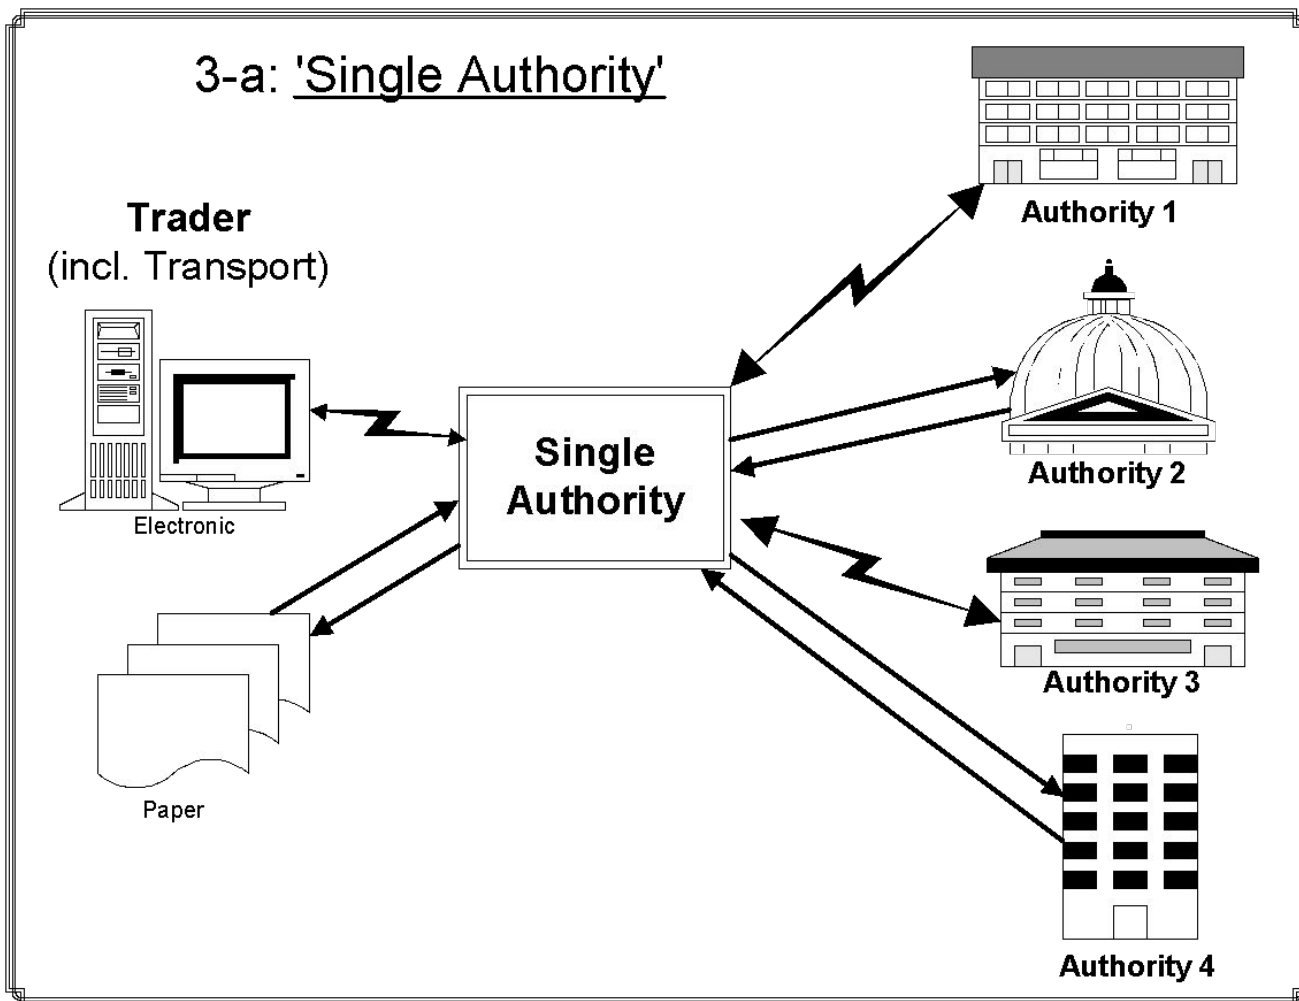 3-a: 'Single Authority'
Trader
(incl. Transport)
Electronic
Paper
Single
Authority
Authority 1
Authority 2
Authority 3
Authority 4